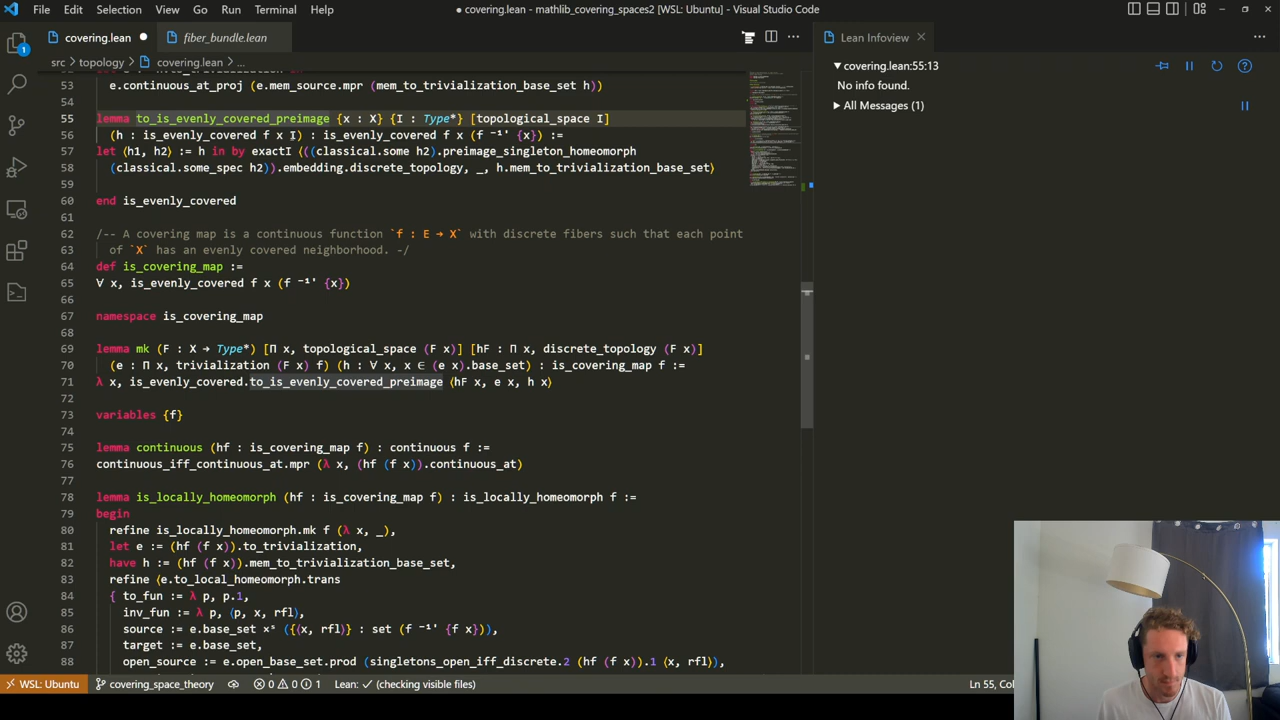 File Edit Selection View Go Run Terminal Help
● covering.lean - mathlib_covering_spaces2 [WSL: Ubuntu] - Visual Studio Code
covering.lean ●
fiber_bundle.lean
Lean Infoview
src > topology > covering.lean > ...
covering.lean:55:13
No info found.
All Messages (1)
53 e.continuous_at_proj (e.mem_source.mpr (mem_to_trivialization_base_set h))
54
lemma to_is_evenly_covered_preimage {x : X} {I : Type*} [topological_space I]
56 (h : is_evenly_covered f x I) : is_evenly_covered f x (f ⁻¹' {x}) :=
57 let ⟨h1, h2⟩ := h in by exactI ⟨((classical.some h2).preimage_singleton_homeomorph
58 (classical.some_spec h2)).embedding.discrete_topology, _, h.mem_to_trivialization_base_set⟩
59
60 end is_evenly_covered
61
62 /-- A covering map is a continuous function `f : E → X` with discrete fibers such that each point
63 of `X` has an evenly covered neighborhood. -/
64 def is_covering_map :=
65 ∀ x, is_evenly_covered f x (f ⁻¹' {x})
66
67 namespace is_covering_map
68
69 lemma mk (F : X → Type*) [Π x, topological_space (F x)] [hF : Π x, discrete_topology (F x)]
70 (e : Π x, trivialization (F x) f) (h : ∀ x, x ∈ (e x).base_set) : is_covering_map f :=
71 λ x, is_evenly_covered.to_is_evenly_covered_preimage ⟨hF x, e x, h x⟩
72
73 variables {f}
74
75 lemma continuous (hf : is_covering_map f) : continuous f :=
76 continuous_iff_continuous_at.mpr (λ x, (hf (f x)).continuous_at)
77
78 lemma is_locally_homeomorph (hf : is_covering_map f) : is_locally_homeomorph f :=
79 begin
80 refine is_locally_homeomorph.mk f (λ x, _),
81 let e := (hf (f x)).to_trivialization,
82 have h := (hf (f x)).mem_to_trivialization_base_set,
83 refine ⟨e.to_local_homeomorph.trans
84 { to_fun := λ p, p.1,
85 inv_fun := λ p, ⟨p, x, rfl⟩,
86 source := e.base_set ×ˢ ({⟨x, rfl⟩} : set (f ⁻¹' {f x})),
87 target := e.base_set,
88 open_source := e.open_base_set.prod (singletons_open_iff_discrete.2 (hf (f x)).1 ⟨x, rfl⟩),
WSL: Ubuntu covering_space_theory 0 0 1 Lean: ✓ (checking visible files) Ln 55,